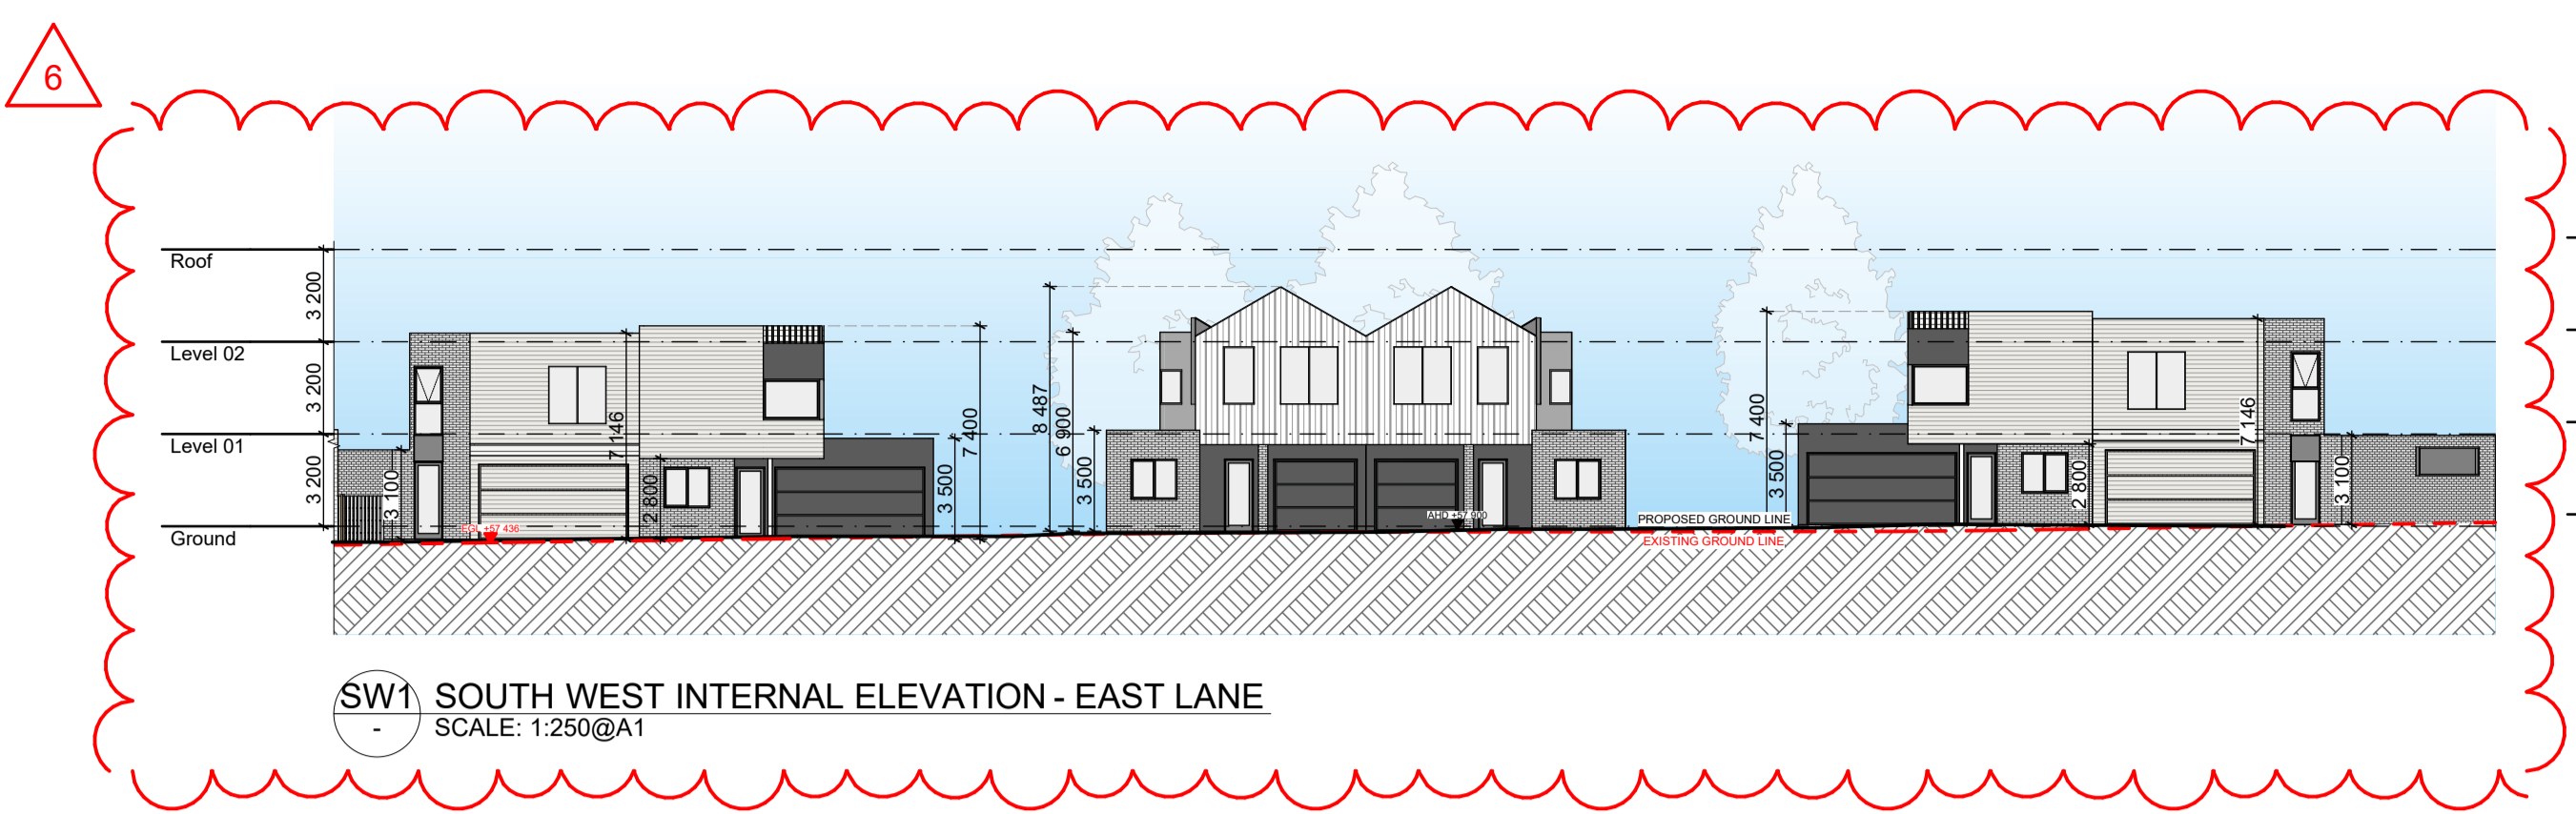 6
Roof
3 200
Level 02
3 200
Level 01
3 200
Ground
3 100
EGL +57 436
7 146
2 800
3 500
7 400
8 487
6 900
3 500
AHD +57 900
PROPOSED GROUND LINE
EXISTING GROUND LINE
7 400
3 500
2 800
7 146
3 100
SW1
-
SOUTH WEST INTERNAL ELEVATION - EAST LANE
SCALE: 1:250@A1